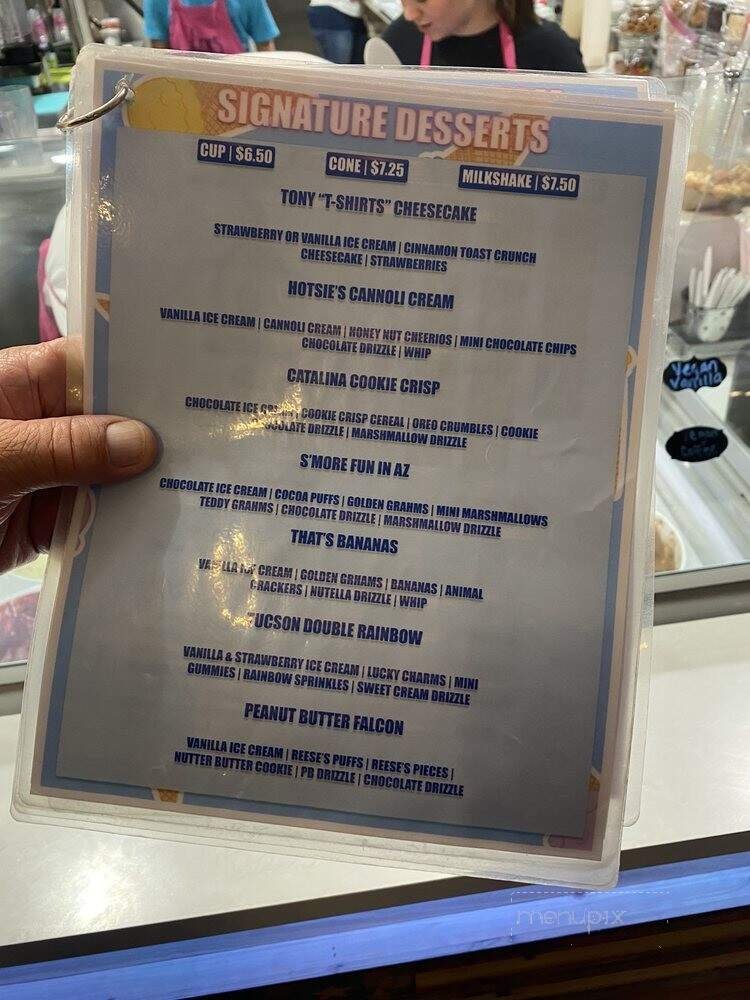 SIGNATURE DESSERTS
CUP | $6.50
CONE | $7.25
MILKSHAKE | $7.50
TONY "T-SHIRTS" CHEESECAKE
STRAWBERRY OR VANILLA ICE CREAM | CINNAMON TOAST CRUNCH
CHEESECAKE | STRAWBERRIES
HOTSIE'S CANNOLI CREAM
VANILLA ICE CREAM | CANNOLI CREAM | HONEY NUT CHEERIOS | MINI CHOCOLATE CHIPS
CHOCOLATE DRIZZLE | WHIP
CATALINA COOKIE CRISP
CHOCOLATE ICE CREAM | COOKIE CRISP CEREAL | OREO CRUMBLES | COOKIE
CHOCOLATE DRIZZLE | MARSHMALLOW DRIZZLE
S'MORE FUN IN AZ
CHOCOLATE ICE CREAM | COCOA PUFFS | GOLDEN GRAHMS | MINI MARSHMALLOWS
TEDDY GRAHMS | CHOCOLATE DRIZZLE | MARSHMALLOW DRIZZLE
THAT'S BANANAS
VANILLA ICE CREAM | GOLDEN GRHAMS | BANANAS | ANIMAL
CRACKERS | NUTELLA DRIZZLE | WHIP
TUCSON DOUBLE RAINBOW
VANILLA & STRAWBERRY ICE CREAM | LUCKY CHARMS | MINI
GUMMIES | RAINBOW SPRINKLES | SWEET CREAM DRIZZLE
PEANUT BUTTER FALCON
VANILLA ICE CREAM | REESE'S PUFFS | REESE'S PIECES |
NUTTER BUTTER COOKIE | PB DRIZZLE | CHOCOLATE DRIZZLE
Vegan
Vanilla
menupix